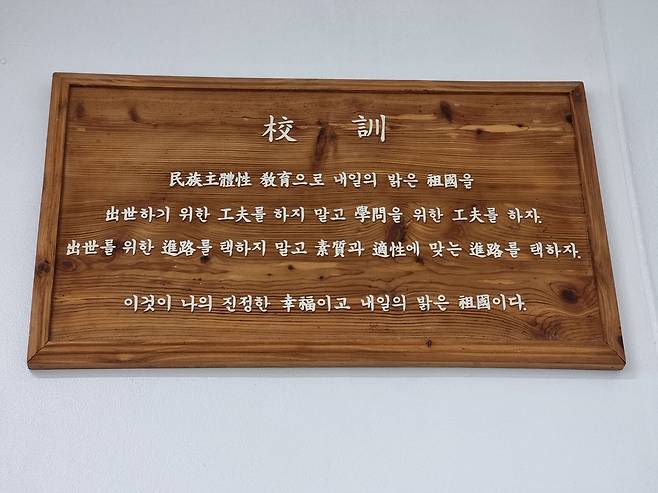 校 訓
民族主體性 敎育으로 내일의 밝은 祖國을
出世하기 위한 工夫를 하지 말고 學問을 위한 工夫를 하자.
出世를 위한 進路를 택하지 말고 素質과 適性에 맞는 進路를 택하자.
이것이 나의 진정한 幸福이고 내일의 밝은 祖國이다.